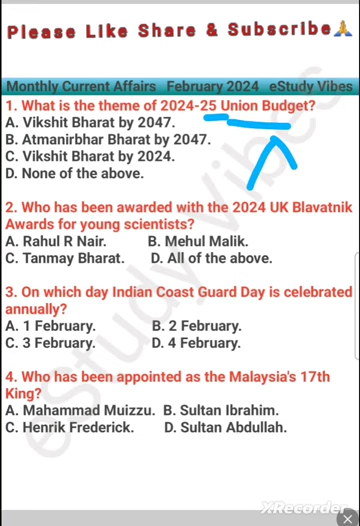 Please Like Share & Subscribe🙏
Monthly Current Affairs February 2024 eStudy Vibes
1. What is the theme of 2024-25 Union Budget?
A. Vikshit Bharat by 2047.
B. Atmanirbhar Bharat by 2047.
C. Vikshit Bharat by 2024.
D. None of the above.
2. Who has been awarded with the 2024 UK Blavatnik
Awards for young scientists?
A. Rahul R Nair. B. Mehul Malik.
C. Tanmay Bharat. D. All of the above.
3. On which day Indian Coast Guard Day is celebrated
annually?
A. 1 February. B. 2 February.
C. 3 February. D. 4 February.
4. Who has been appointed as the Malaysia's 17th
King?
A. Mahammad Muizzu. B. Sultan Ibrahim.
C. Henrik Frederick. D. Sultan Abdullah.
eStudy Vibes
XRecorder